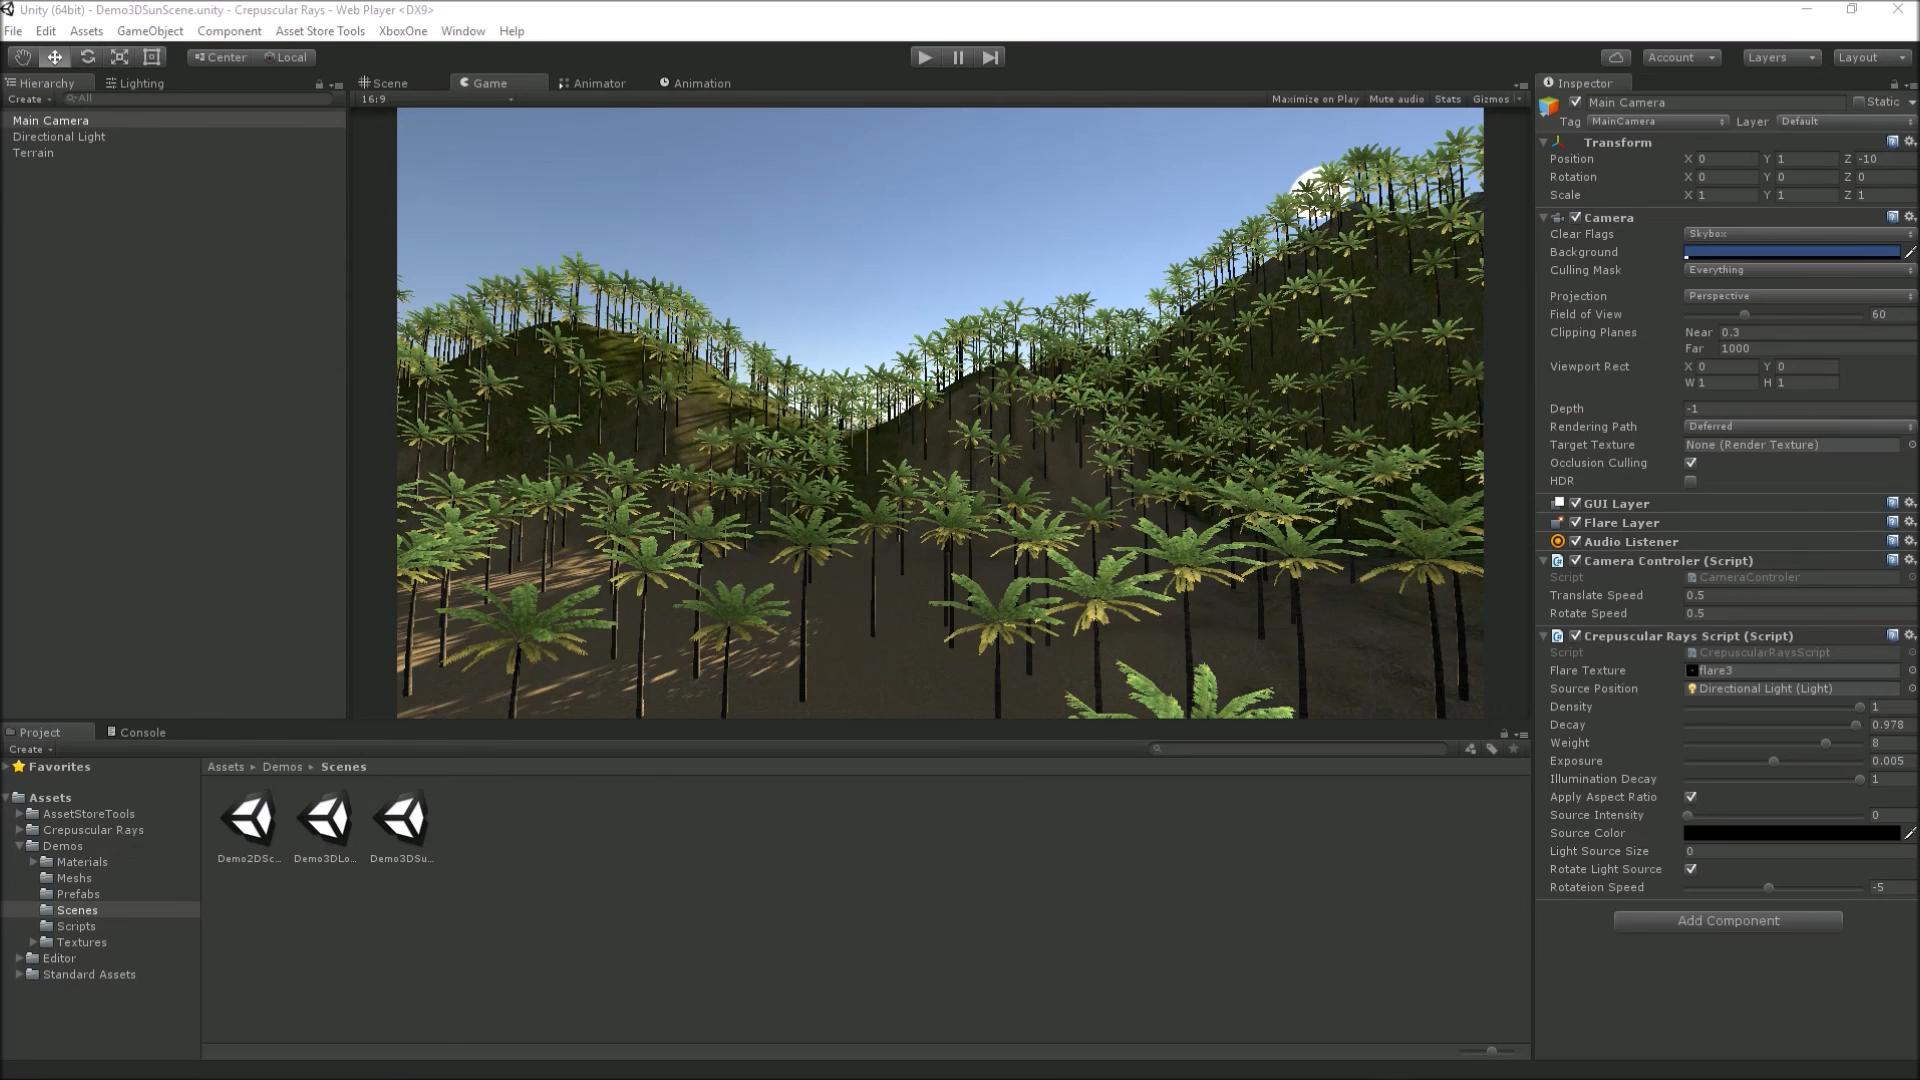 Unity (64bit) - Demo3DSunScene.unity - Crepuscular Rays - Web Player <DX9>
File Edit Assets GameObject Component Asset Store Tools XboxOne Window Help
Center Local Account Layers Layout
Hierarchy Lighting
Create All
Main Camera
Directional Light
Terrain
Scene Game Animator Animation
16:9 Maximize on Play Mute audio Stats Gizmos
Inspector
Main Camera Static
Tag MainCamera Layer Default
Transform
Position X 0 Y 1 Z -10
Rotation X 0 Y 0 Z 0
Scale X 1 Y 1 Z 1
Camera
Clear Flags Skybox
Background
Culling Mask Everything
Projection Perspective
Field of View 60
Clipping Planes Near 0.3
Far 1000
Viewport Rect X 0 Y 0
W 1 H 1
Depth -1
Rendering Path Deferred
Target Texture None (Render Texture)
Occlusion Culling
HDR
GUI Layer
Flare Layer
Audio Listener
Camera Controler (Script)
Script CameraControler
Translate Speed 0.5
Rotate Speed 0.5
Crepuscular Rays Script (Script)
Script CrepuscularRaysScript
Flare Texture flare3
Source Position Directional Light (Light)
Density 1
Decay 0.978
Weight 8
Exposure 0.005
Illumination Decay 1
Apply Aspect Ratio
Source Intensity 0
Source Color
Light Source Size 0
Rotate Light Source
Rotateion Speed -5
Add Component
Project Console
Create
Favorites
Assets
AssetStoreTools
Crepuscular Rays
Demos
Materials
Meshs
Prefabs
Scenes
Scripts
Textures
Editor
Standard Assets
Assets Demos Scenes
Demo2DSc... Demo3DLo... Demo3DSu...